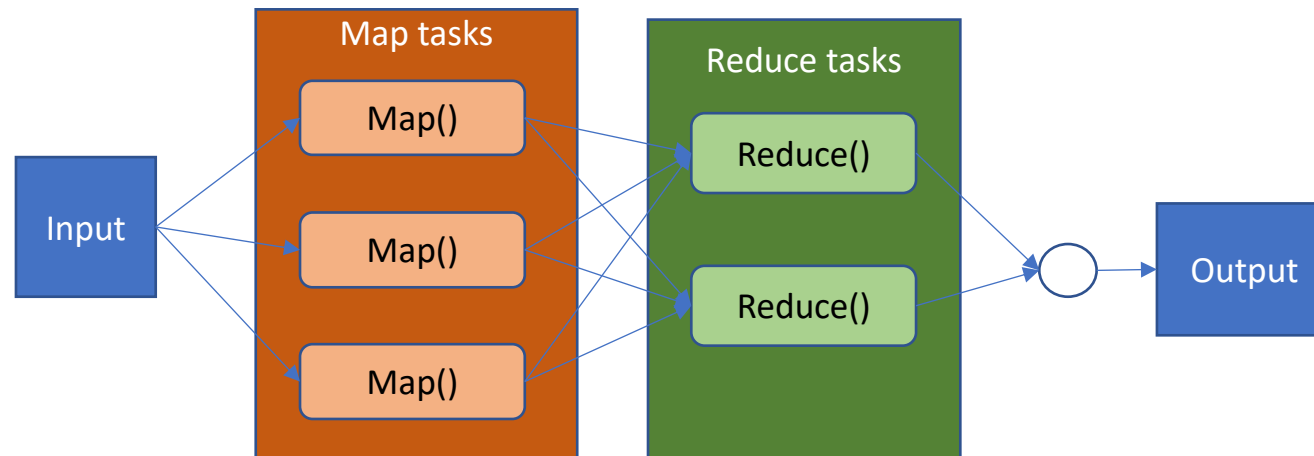 Input
Map tasks
Map()
Map()
Map()
Reduce tasks
Reduce()
Reduce()
Output